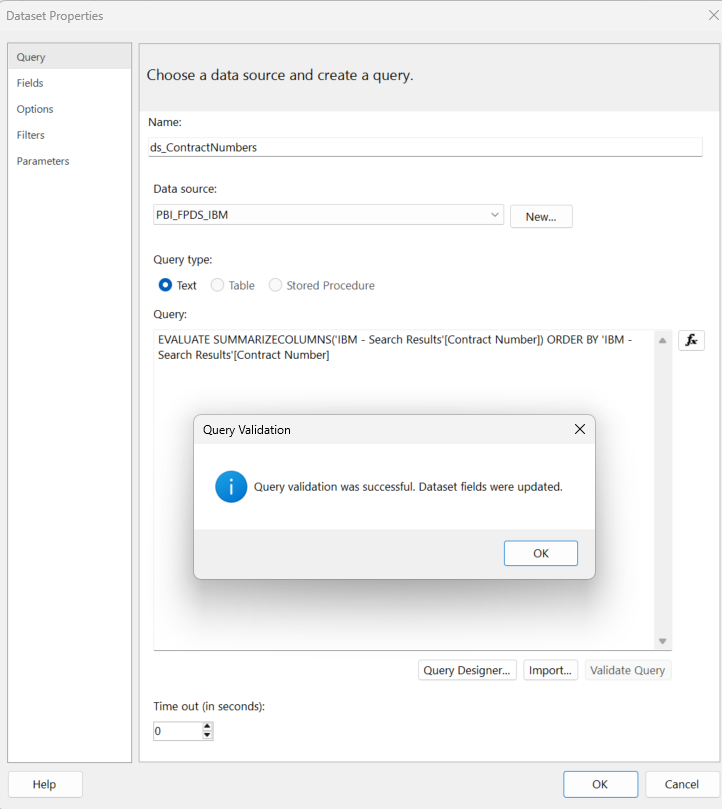 Dataset Properties
Query
Fields
Options
Filters
Parameters
Choose a data source and create a query.
Name:
ds_ContractNumbers
Data source:
PBI_FPDS_IBM
New...
Query type:
Text
Table
Stored Procedure
Query:
EVALUATE SUMMARIZECOLUMNS('IBM - Search Results'[Contract Number]) ORDER BY 'IBM -
Search Results'[Contract Number]
fx
Query Validation
Query validation was successful. Dataset fields were updated.
OK
Query Designer...
Import...
Validate Query
Time out (in seconds):
0
Help
OK
Cancel